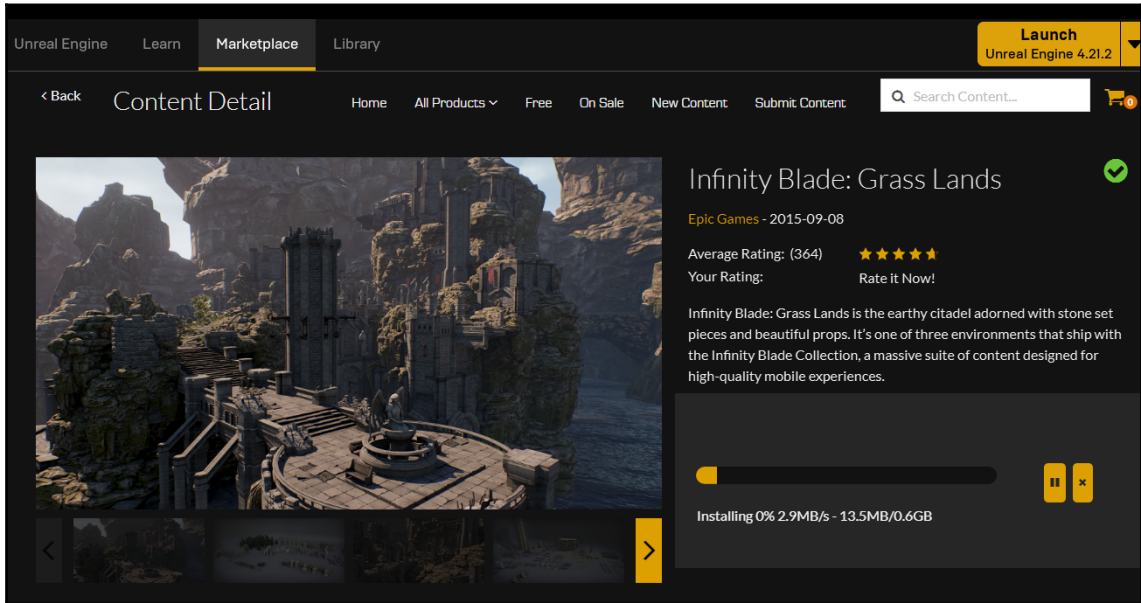 Unreal Engine Learn Marketplace Library
Launch
Unreal Engine 4.21.2
< Back Content Detail Home All Products Free On Sale New Content Submit Content Search Content... 0
Infinity Blade: Grass Lands
Epic Games - 2015-09-08
Average Rating: (364)
Your Rating: Rate it Now!
Infinity Blade: Grass Lands is the earthy citadel adorned with stone set
pieces and beautiful props. It's one of three environments that ship with
the Infinity Blade Collection, a massive suite of content designed for
high-quality mobile experiences.
Installing 0% 2.9MB/s - 13.5MB/0.6GB